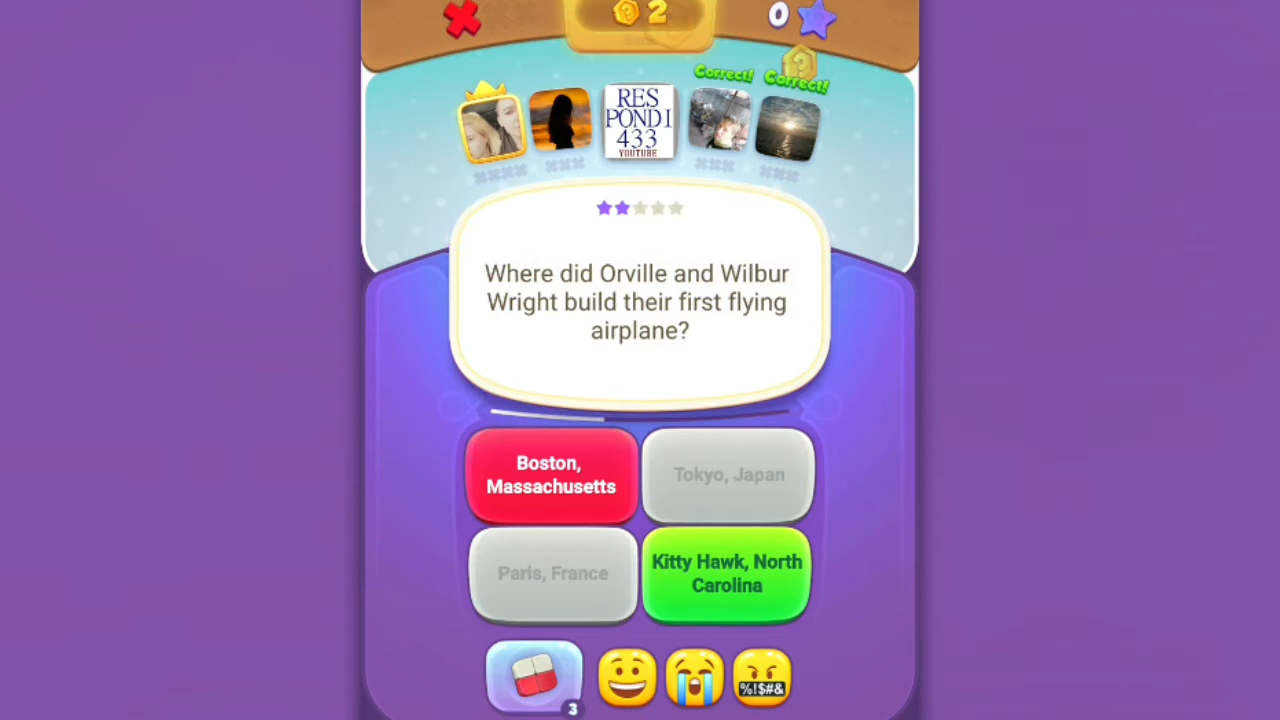 2
0
Correct!
Correct!
RES
PONDI
433
YOUTUBE
Where did Orville and Wilbur
Wright build their first flying
airplane?
Boston,
Massachusetts
Tokyo, Japan
Paris, France
Kitty Hawk, North
Carolina
3
%!$#&